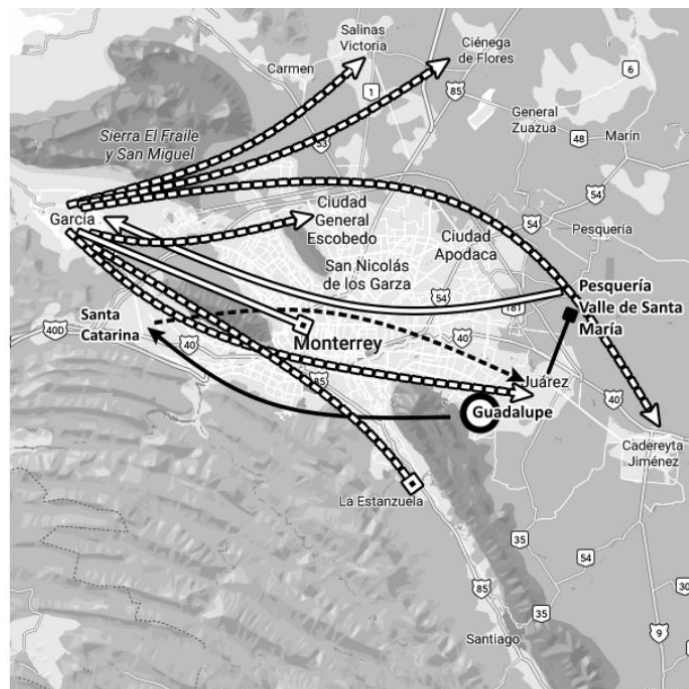 Salinas
Victoria
Ciénega
de Flores
Carmen
6
1
85
General
Zuazua
53
48
Marín
Sierra El Fraile
y San Miguel
54
García
Ciudad
General
Escobedo
54
Pesquería
Ciudad
Apodaca
San Nicolás
de los Garza
54
Pesquería
Valle de Santa
María
181
Santa
Catarina
40D
40
Monterrey
40
85
Juárez
40
Guadalupe
Cadereyta
Jiménez
La Estanzuela
35
54
85
35
30
Santiago
9